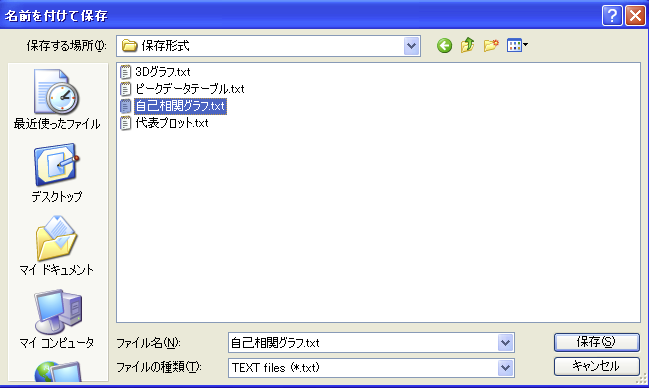 名前を付けて保存
保存する場所(I):
保存形式
最近使ったファイル
デスクトップ
マイ ドキュメント
マイ コンピュータ
3Dグラフ.txt
ピークデータテーブル.txt
自己相関グラフ.txt
代表プロット.txt
ファイル名(N):
自己相関グラフ.txt
保存(S)
ファイルの種類(T):
TEXT files (*.txt)
キャンセル